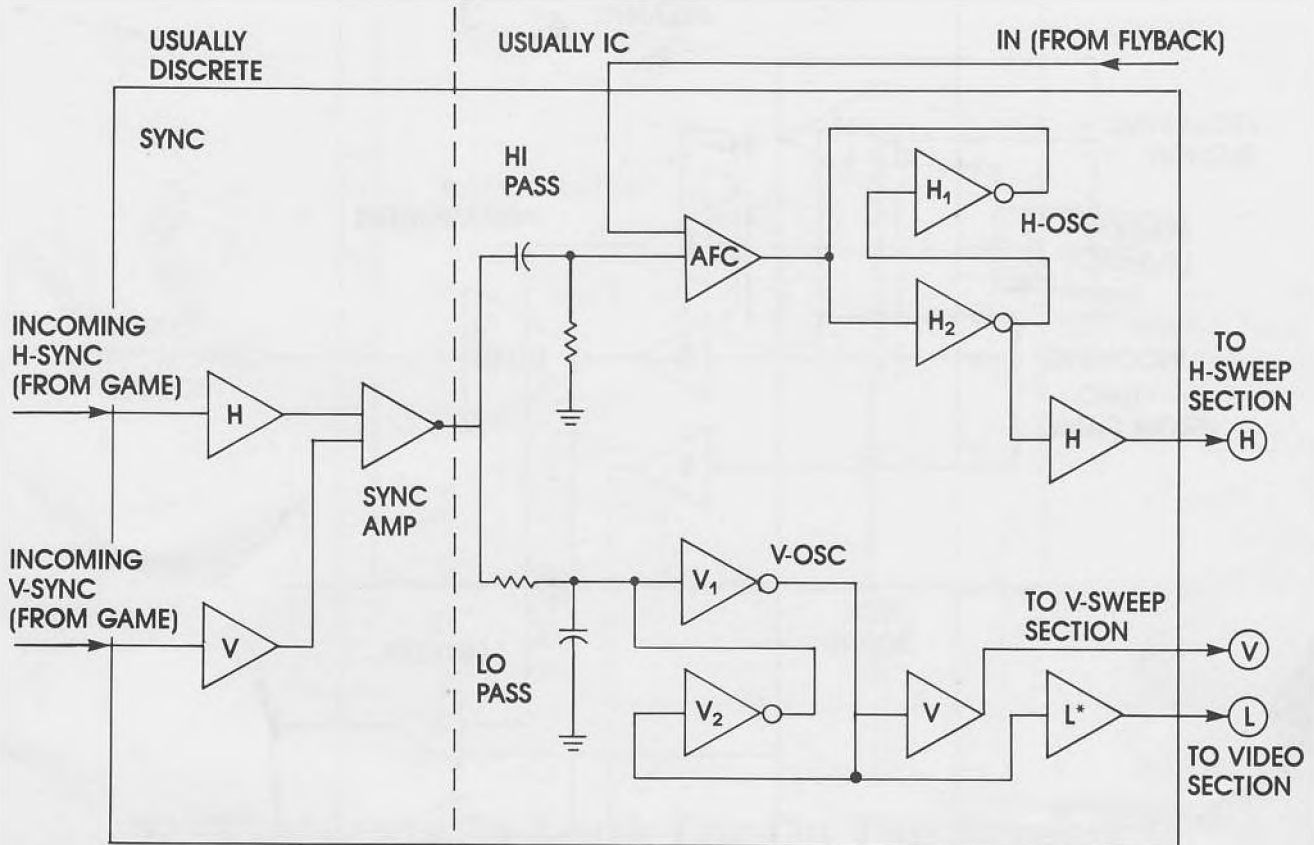 USUALLY
DISCRETE
USUALLY IC
IN (FROM FLYBACK)
SYNC
HI
PASS
H₁
H-OSC
AFC
H₂
INCOMING
H-SYNC
(FROM GAME)
H
SYNC
AMP
TO
H-SWEEP
SECTION
H
H
INCOMING
V-SYNC
(FROM GAME)
V
LO
PASS
V₁
V-OSC
V₂
TO V-SWEEP
SECTION
V
V
L*
L
TO VIDEO
SECTION